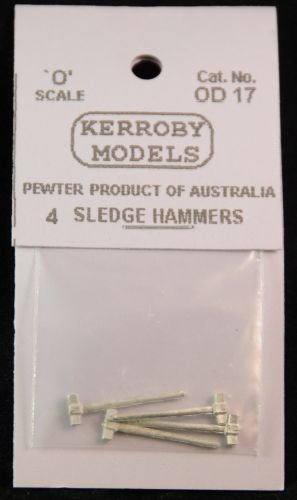 `O' Cat. No.
SCALE OD 17
KERROBY
MODELS
PEWTER PRODUCT OF AUSTRALIA
4 SLEDGE HAMMERS